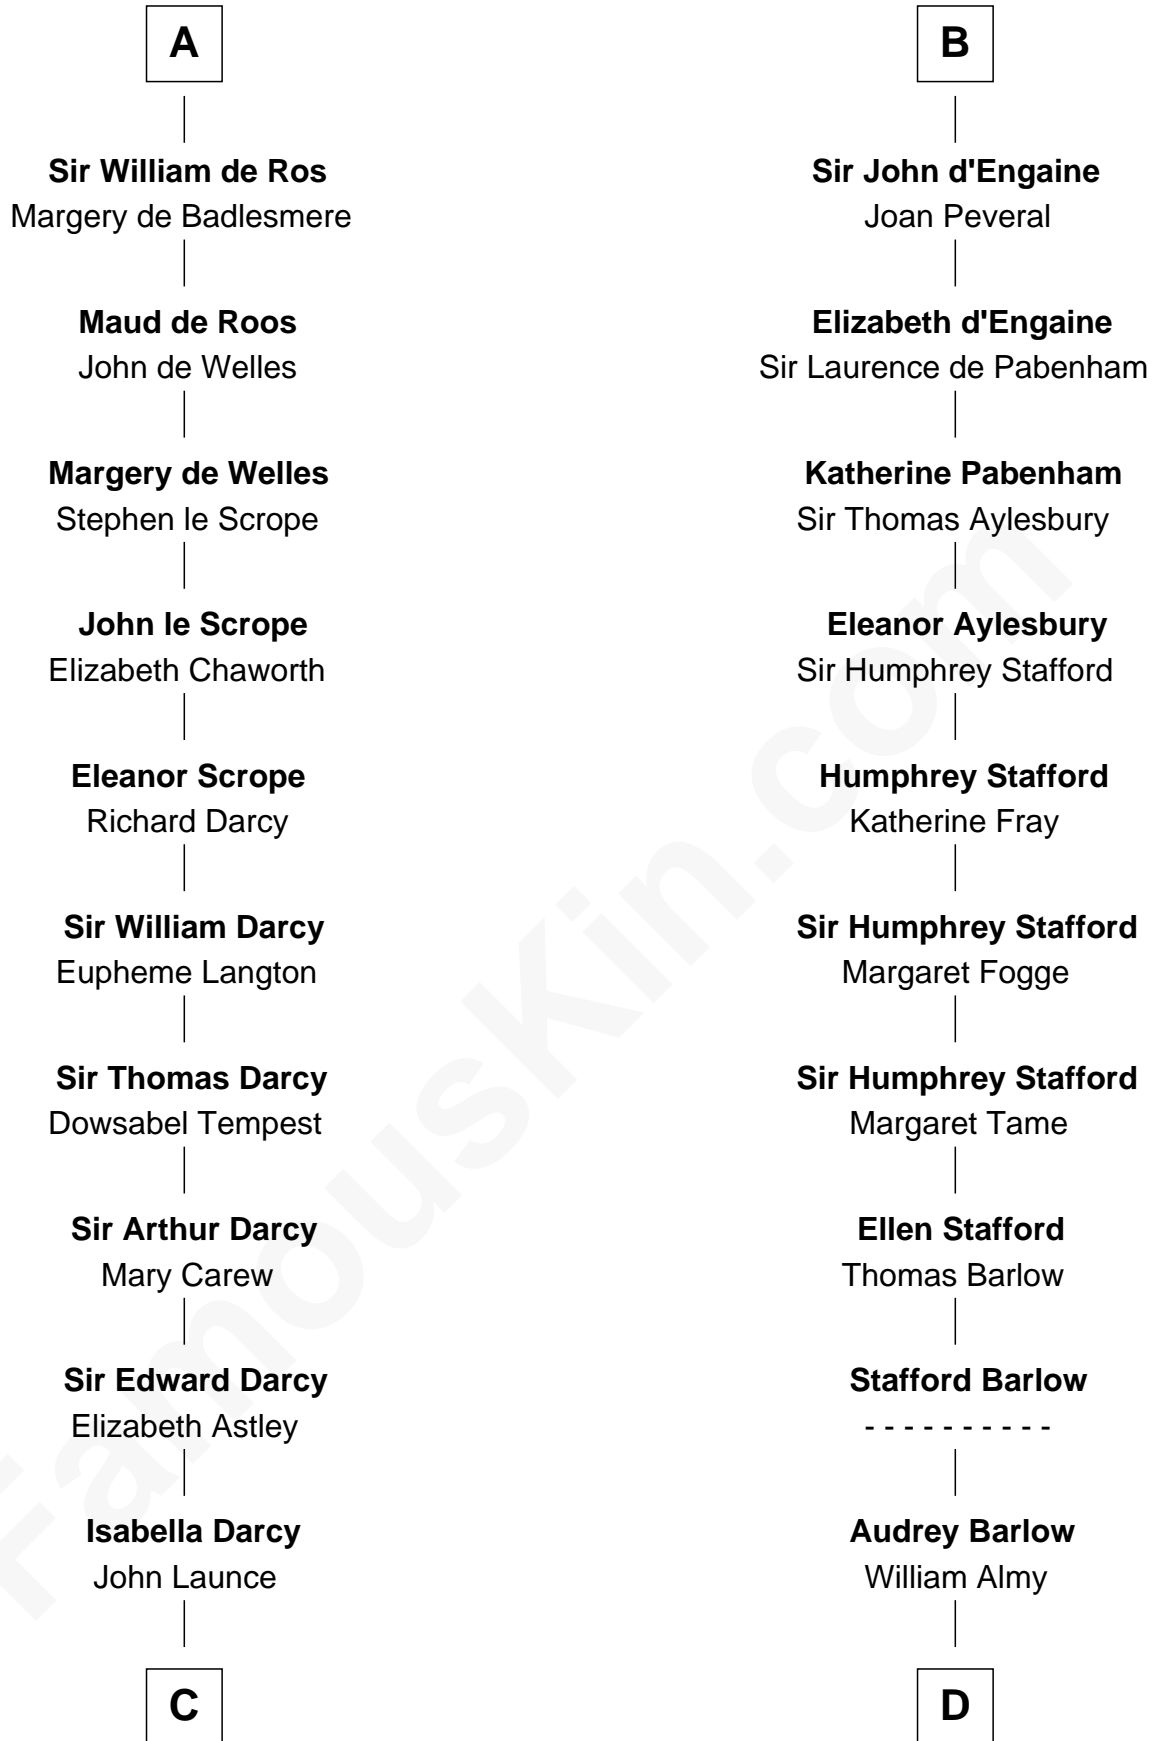 A
Sir William de Ros
Margery de Badlesmere
Maud de Roos
John de Welles
Margery de Welles
Stephen le Scrope
John le Scrope
Elizabeth Chaworth
Eleanor Scrope
Richard Darcy
Sir William Darcy
Eupheme Langton
Sir Thomas Darcy
Dowsabel Tempest
Sir Arthur Darcy
Mary Carew
Sir Edward Darcy
Elizabeth Astley
Isabella Darcy
John Launce
C
B
Sir John d'Engaine
Joan Peveral
Elizabeth d'Engaine
Sir Laurence de Pabenham
Katherine Pabenham
Sir Thomas Aylesbury
Eleanor Aylesbury
Sir Humphrey Stafford
Humphrey Stafford
Katherine Fray
Sir Humphrey Stafford
Margaret Fogge
Sir Humphrey Stafford
Margaret Tame
Ellen Stafford
Thomas Barlow
Stafford Barlow
- - - - - - - - - -
Audrey Barlow
William Almy
D
FamousKin.com